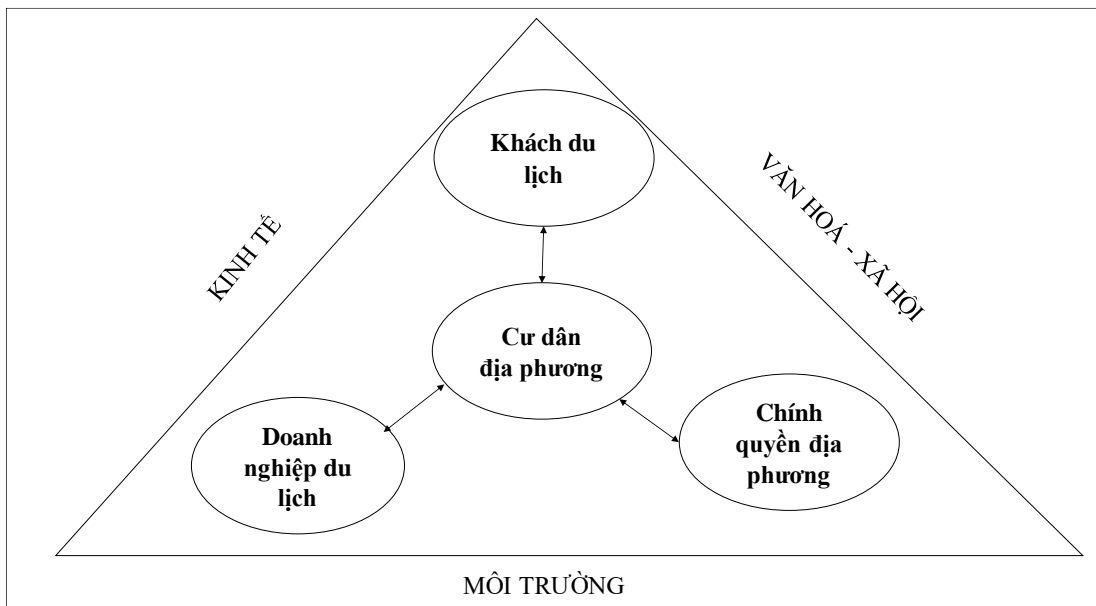 Khách du
lịch
KINH TẾ
VĂN HOÁ - XÃ HỘI
Cư dân
địa phương
Doanh
nghiệp du
lịch
Chính
quyền địa
phương
MÔI TRƯỜNG